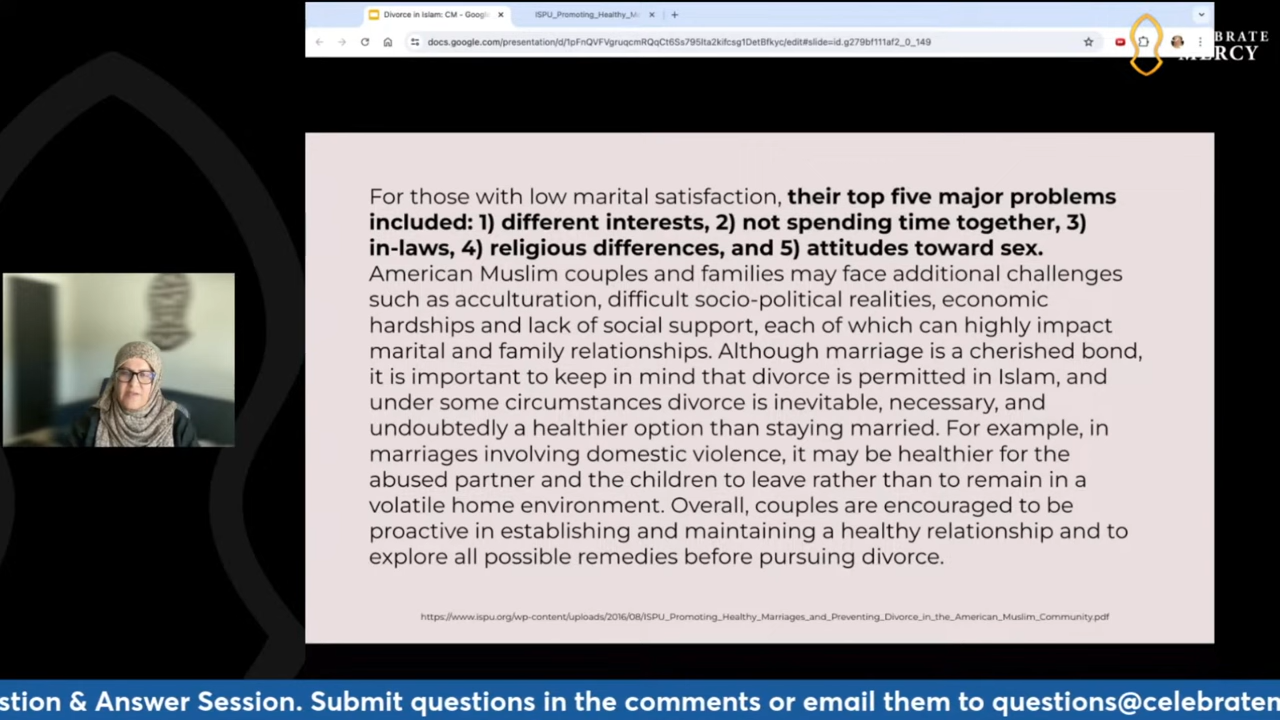 Divorce in Islam: CM – Goog
ISPU_Promoting_Healthy_M
docs.google.com/presentation/d/1pFnQVFVgruqcmRQqCt6Ss795Ita2kifcsg1DetBfkyc/edit#slide=id.g279bf111af2_0_149
BRATE
MERCY
For those with low marital satisfaction, their top five major problems
included: 1) different interests, 2) not spending time together, 3)
in-laws, 4) religious differences, and 5) attitudes toward sex.
American Muslim couples and families may face additional challenges
such as acculturation, difficult socio-political realities, economic
hardships and lack of social support, each of which can highly impact
marital and family relationships. Although marriage is a cherished bond,
it is important to keep in mind that divorce is permitted in Islam, and
under some circumstances divorce is inevitable, necessary, and
undoubtedly a healthier option than staying married. For example, in
marriages involving domestic violence, it may be healthier for the
abused partner and the children to leave rather than to remain in a
volatile home environment. Overall, couples are encouraged to be
proactive in establishing and maintaining a healthy relationship and to
explore all possible remedies before pursuing divorce.
https://www.ispu.org/wp-content/uploads/2016/08/ISPU_Promoting_Healthy_Marriages_and_Preventing_Divorce_in_the_American_Muslim_Community.pdf
stion & Answer Session. Submit questions in the comments or email them to questions@celebrate